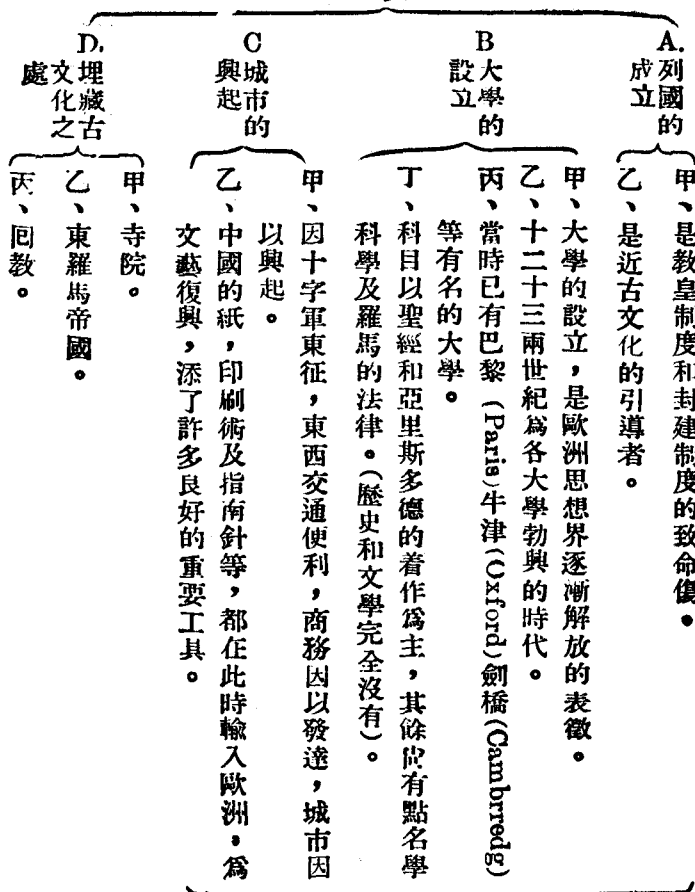 A.列國的
成立
甲、是教皇制度和封建制度的致命傷。
乙、是近古文化的引導者。
B大學的
設立
甲、大學的設立，是歐洲思想界逐漸解放的表徵。
乙、十二十三兩世紀爲各大學勃興的時代。
丙、當時已有巴黎(Paris)牛津(Oxford)劍橋(Cambrredg)
等有名的大學。
丁、科目以聖經和亞里斯多德的着作爲主，其餘尙有點名學
科學及羅馬的法律。(歷史和文學完全沒有)。
C城市的
興起
甲、因十字軍東征，東西交通便利，商務因以發達，城市因
以興起。
乙、中國的紙，印刷術及指南針等，都在此時輸入歐洲。爲
文藝復興，添了許多良好的重要工具。
D.埋藏古
文化之
處
甲、寺院。
乙、東羅馬帝國。
丙、回教。